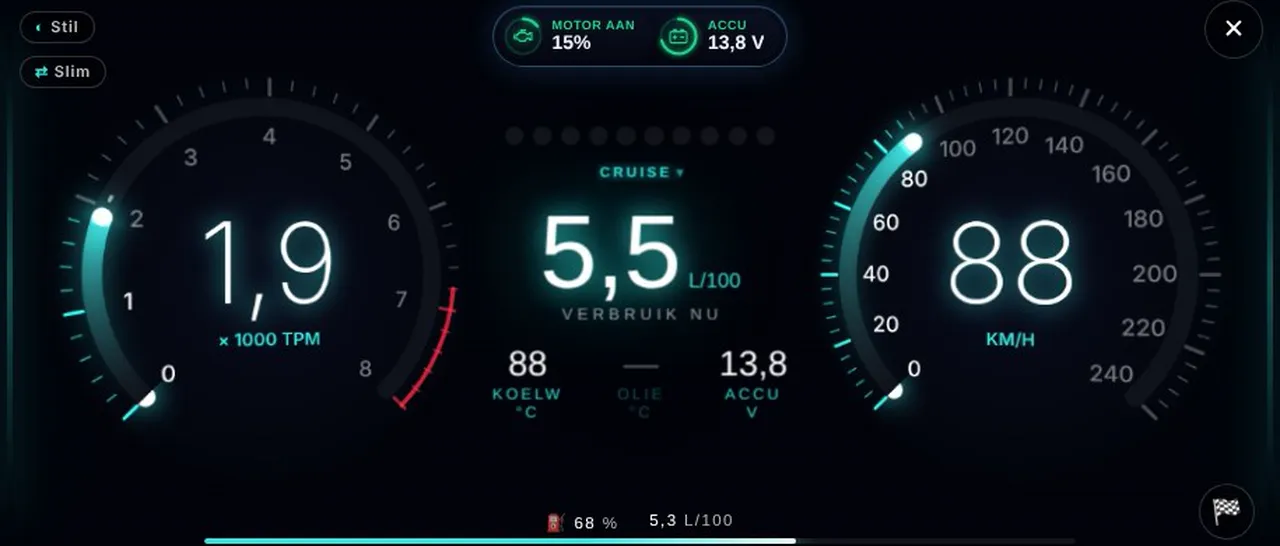 Stil
Slim
MOTOR AAN
15%
ACCU
13,8 V
✕
0
1
2
3
4
5
6
7
8
1,9
× 1000 TPM
CRUISE ▾
5,5 L/100
VERBRUIK NU
88
KOELW
°C
—
OLIE
°C
13,8
ACCU
V
0
20
40
60
80
100
120
140
160
180
200
220
240
88
KM/H
68 %
5,3 L/100